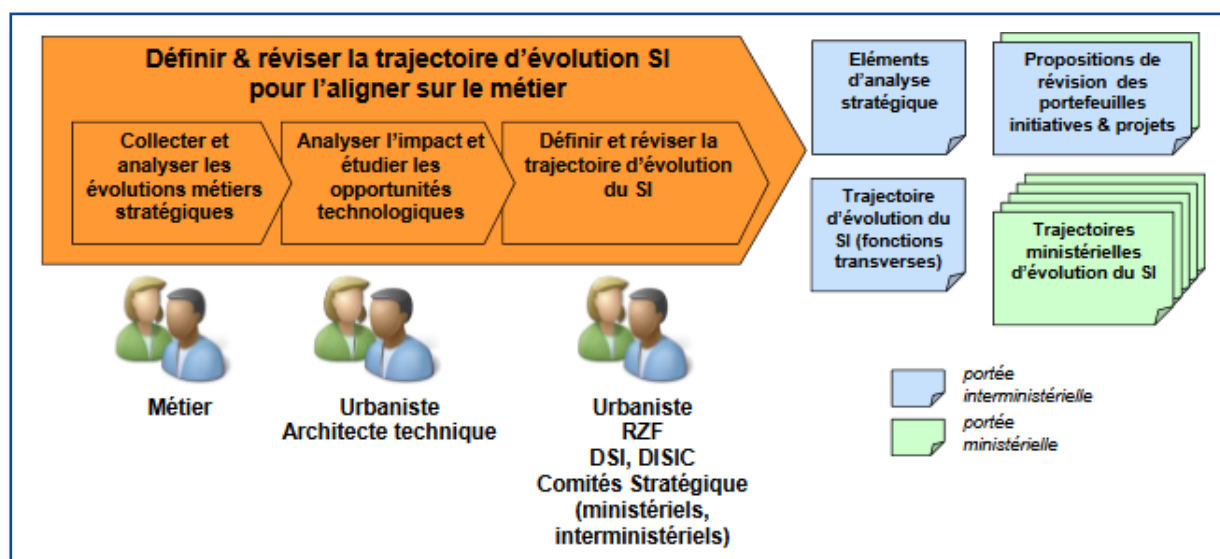 Définir & réviser la trajectoire d'évolution SI
pour l'aligner sur le métier
Collecter et
analyser les
évolutions métiers
stratégiques
Analyser l'impact et
étudier les
opportunités
technologiques
Définir et réviser la
trajectoire d'évolution
du SI
Eléments
d'analyse
stratégique
Propositions de
révision des
portefeuilles
initiatives & projets
Trajectoire
d'évolution du
SI (fonctions
transverses)
Trajectoires
ministérielles
d'évolution du SI
Métier
Urbaniste
Architecte technique
Urbaniste
RZF
DSI, DISIC
Comités Stratégique
(ministériels,
interministériels)
portée
interministérielle
portée
ministérielle